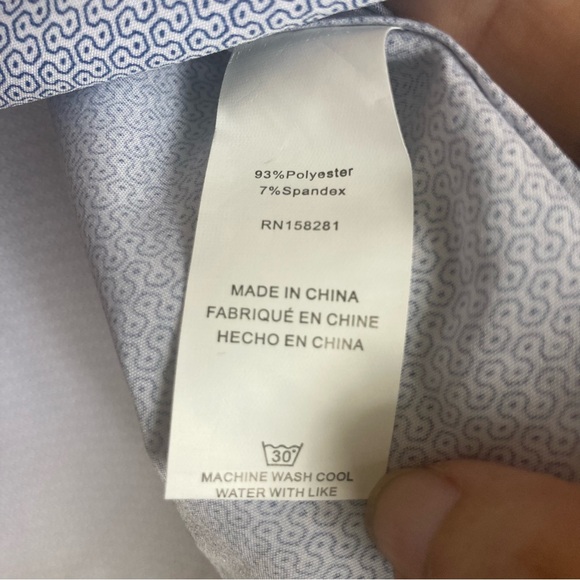 93%Polyester
7%Spandex
RN158281
MADE IN CHINA
FABRIQUÉ EN CHINE
HECHO EN CHINA
30°
MACHINE WASH COOL
WATER WITH LIKE